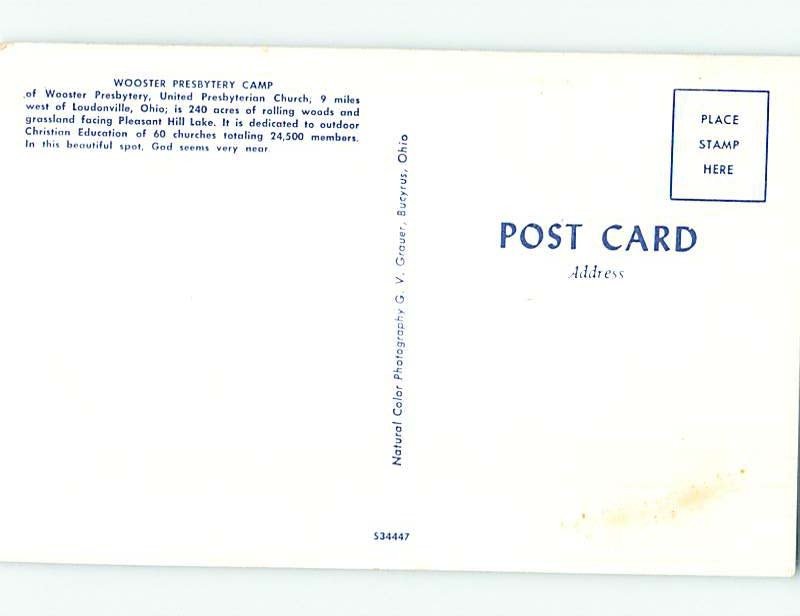 WOOSTER PRESBYTERY CAMP
of Wooster Presbytery, United Presbyterian Church, 9 miles
west of Loudonville, Ohio; is 240 acres of rolling woods and
grassland facing Pleasant Hill Lake. It is dedicated to outdoor
Christian Education of 60 churches totaling 24,500 members.
In this beautiful spot, God seems very near.
Natural Color Photography G. V. Grauer, Bucyrus, Ohio
S34447
PLACE
STAMP
HERE
POST CARD
Address